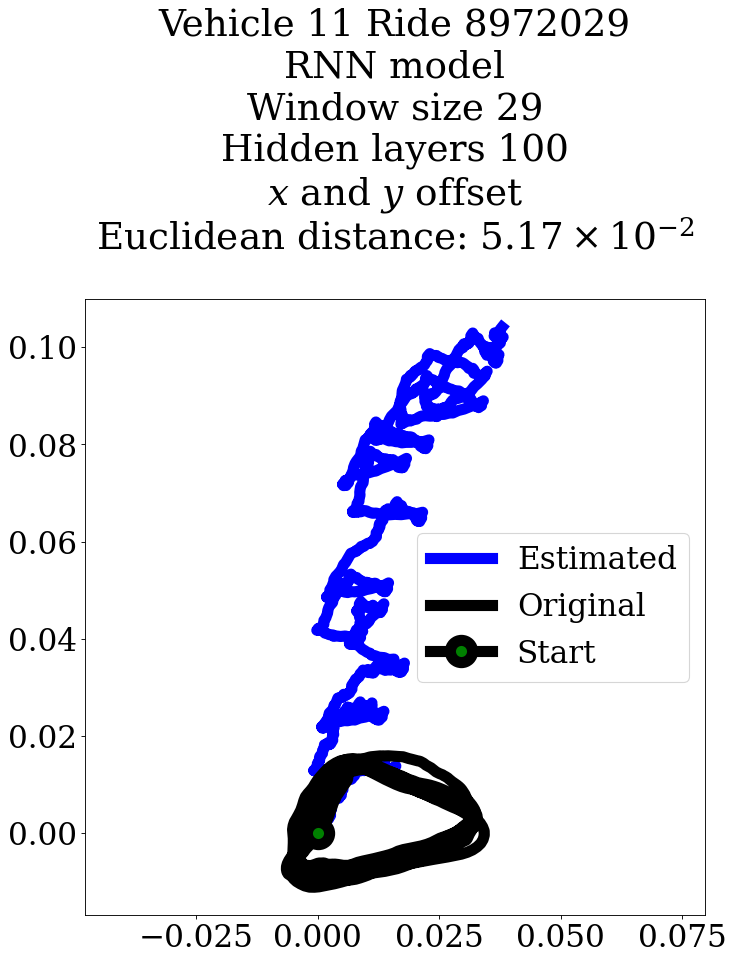 Vehicle 11 Ride 8972029
RNN model
Window size 29
Hidden layers 100
x and y offset
Euclidean distance: 5.17 × 10⁻²
0.10
0.08
0.06
0.04
0.02
0.00
Estimated
Original
Start
−0.025 0.000 0.025 0.050 0.075